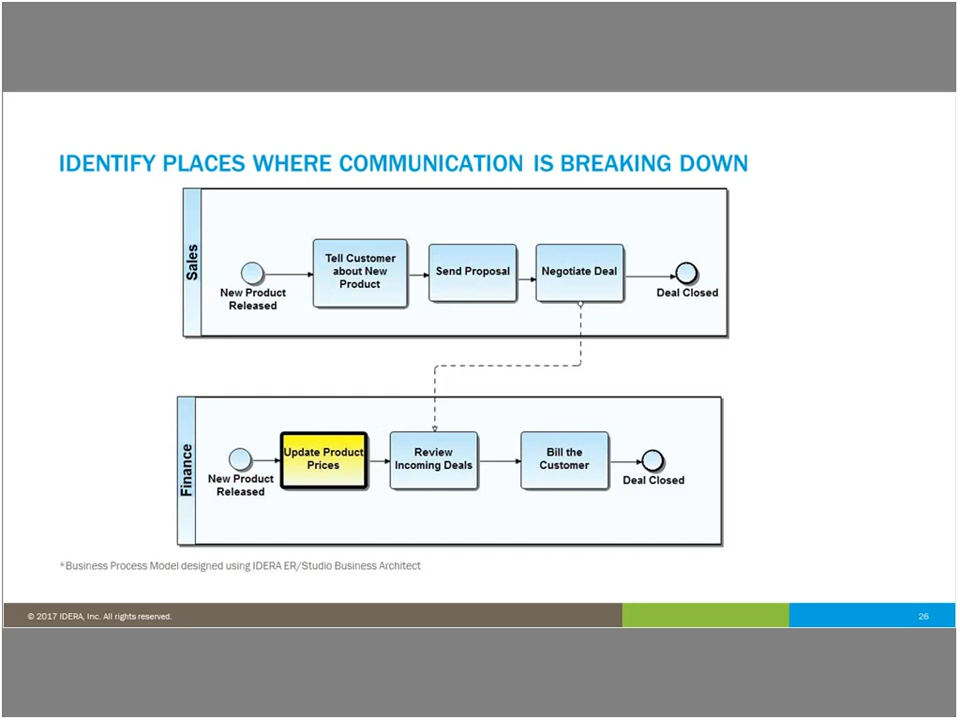 IDENTIFY PLACES WHERE COMMUNICATION IS BREAKING DOWN
Sales
New Product
Released
Tell Customer
about New
Product
Send Proposal
Negotiate Deal
Deal Closed
Finance
New Product
Released
Update Product
Prices
Review
Incoming Deals
Bill the
Customer
Deal Closed
*Business Process Model designed using IDERA ER/Studio Business Architect
© 2017 IDERA, Inc. All rights reserved.
26